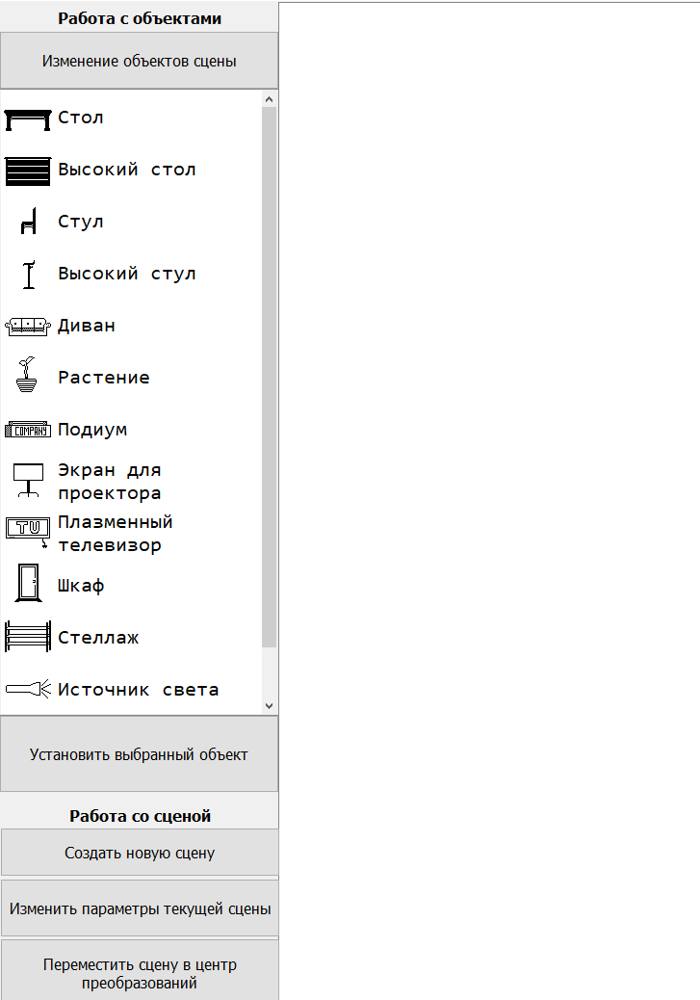 Работа с объектами
Изменение объектов сцены
Стол
Высокий стол
Стул
Высокий стул
Диван
Растение
COMPANY
Подиум
Экран для
проектора
TV
Плазменный
телевизор
Шкаф
Стеллаж
Источник света
Установить выбранный объект
Работа со сценой
Создать новую сцену
Изменить параметры текущей сцены
Переместить сцену в центр
преобразований